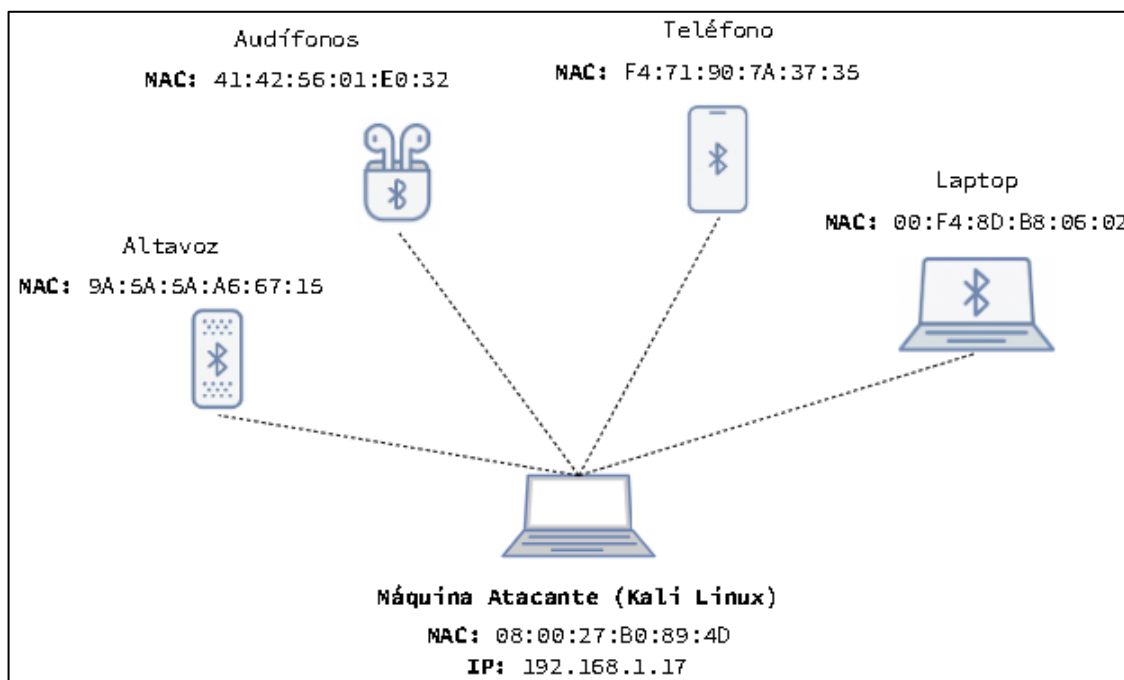 Audífonos
MAC: 41:42:56:01:E0:32
Teléfono
MAC: F4:71:90:7A:37:35
Laptop
MAC: 00:F4:8D:B8:06:02
Altavoz
MAC: 9A:5A:5A:A6:67:15
Máquina Atacante (Kali Linux)
MAC: 08:00:27:B0:89:4D
IP: 192.168.1.17